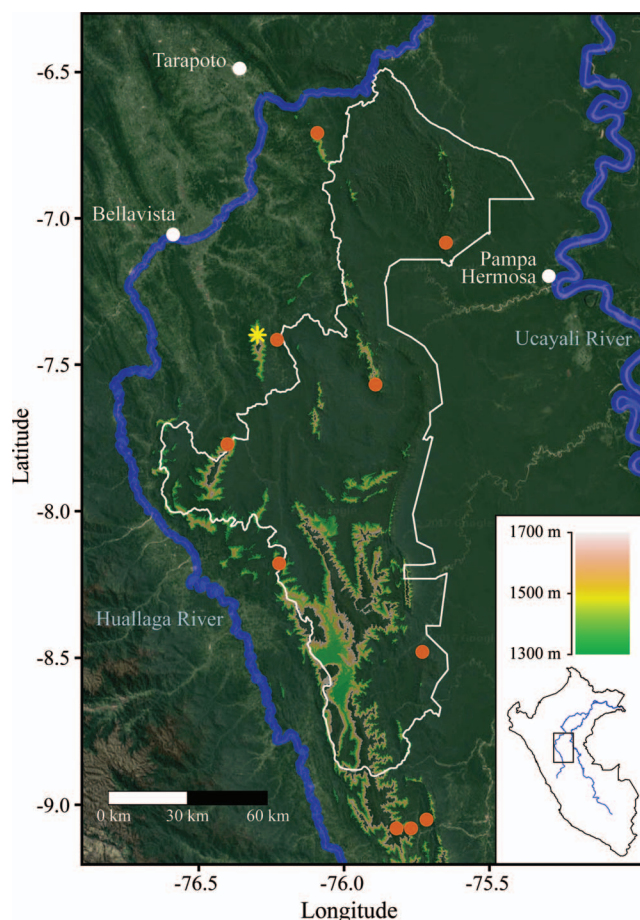 Tarapoto
-6.5
-7.0
Bellavista
Pampa
Hermosa
Ucayali River
-7.5
Latitude
-8.0
1700 m
1500 m
1300 m
Huallaga River
-8.5
-9.0
0 km
30 km
60 km
-76.5
-76.0
-75.5
Longitude